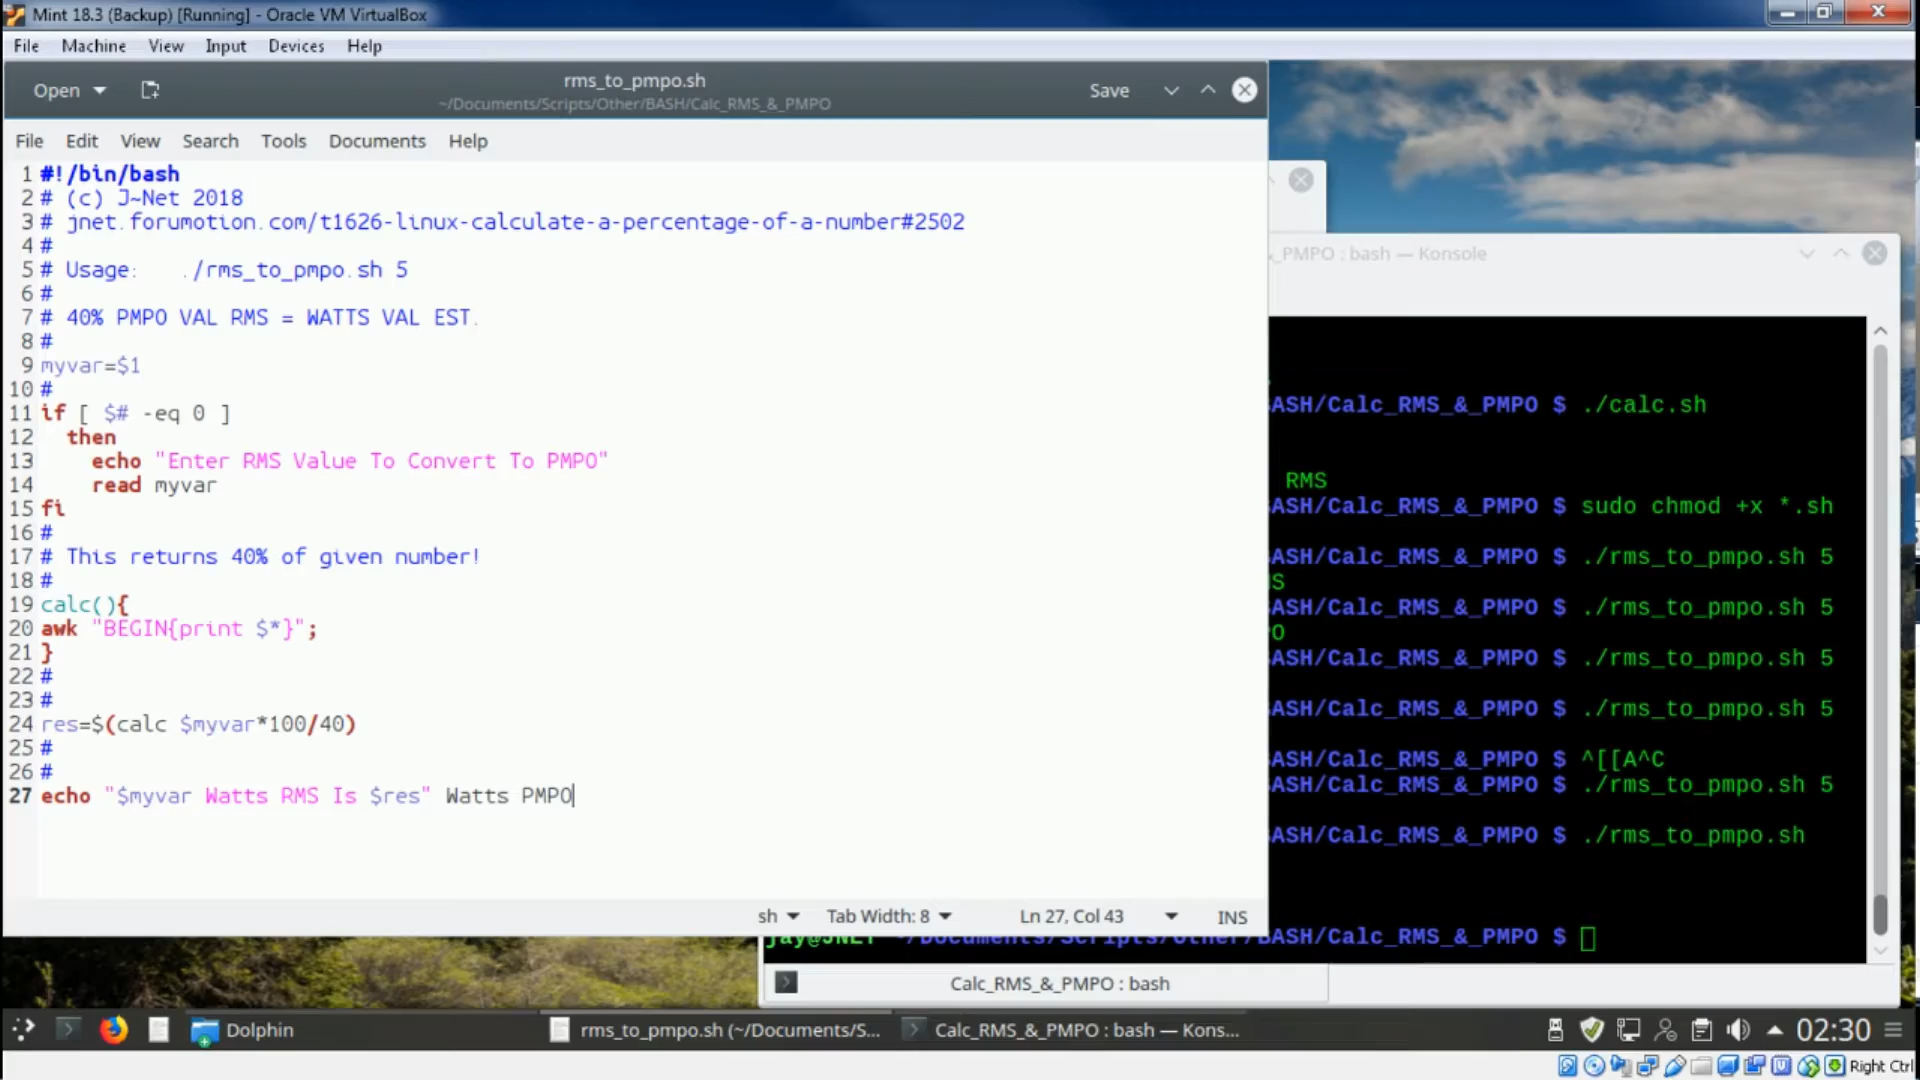 Mint 18.3 (Backup) [Running] - Oracle VM VirtualBox
File Machine View Input Devices Help
Open
rms_to_pmpo.sh
~/Documents/Scripts/Other/BASH/Calc_RMS_&_PMPO
Save
File Edit View Search Tools Documents Help
1 #!/bin/bash
2 # (c) J~Net 2018
3 # jnet.forumotion.com/t1626-linux-calculate-a-percentage-of-a-number#2502
4 #
5 # Usage: ./rms_to_pmpo.sh 5
6 #
7 # 40% PMPO VAL RMS = WATTS VAL EST.
8 #
9 myvar=$1
10 #
11 if [ $# -eq 0 ]
12 then
13 echo "Enter RMS Value To Convert To PMPO"
14 read myvar
15 fi
16 #
17 # This returns 40% of given number!
18 #
19 calc(){
20 awk "BEGIN{print $*}";
21 }
22 #
23 #
24 res=$(calc $myvar*100/40)
25 #
26 #
27 echo "$myvar Watts RMS Is $res" Watts PMPO
sh Tab Width: 8 Ln 27, Col 43 INS
_PMPO : bash — Konsole
ASH/Calc_RMS_&_PMPO $ ./calc.sh
RMS
ASH/Calc_RMS_&_PMPO $ sudo chmod +x *.sh
ASH/Calc_RMS_&_PMPO $ ./rms_to_pmpo.sh 5
MS
ASH/Calc_RMS_&_PMPO $ ./rms_to_pmpo.sh 5
PO
ASH/Calc_RMS_&_PMPO $ ./rms_to_pmpo.sh 5
ASH/Calc_RMS_&_PMPO $ ./rms_to_pmpo.sh 5
ASH/Calc_RMS_&_PMPO $ ^[[A^C
ASH/Calc_RMS_&_PMPO $ ./rms_to_pmpo.sh 5
ASH/Calc_RMS_&_PMPO $ ./rms_to_pmpo.sh
jay@JNET ~/Documents/Scripts/Other/BASH/Calc_RMS_&_PMPO $
Calc_RMS_&_PMPO : bash
Dolphin
rms_to_pmpo.sh (~/Documents/S...
Calc_RMS_&_PMPO : bash — Kons...
02:30
Right Ctrl